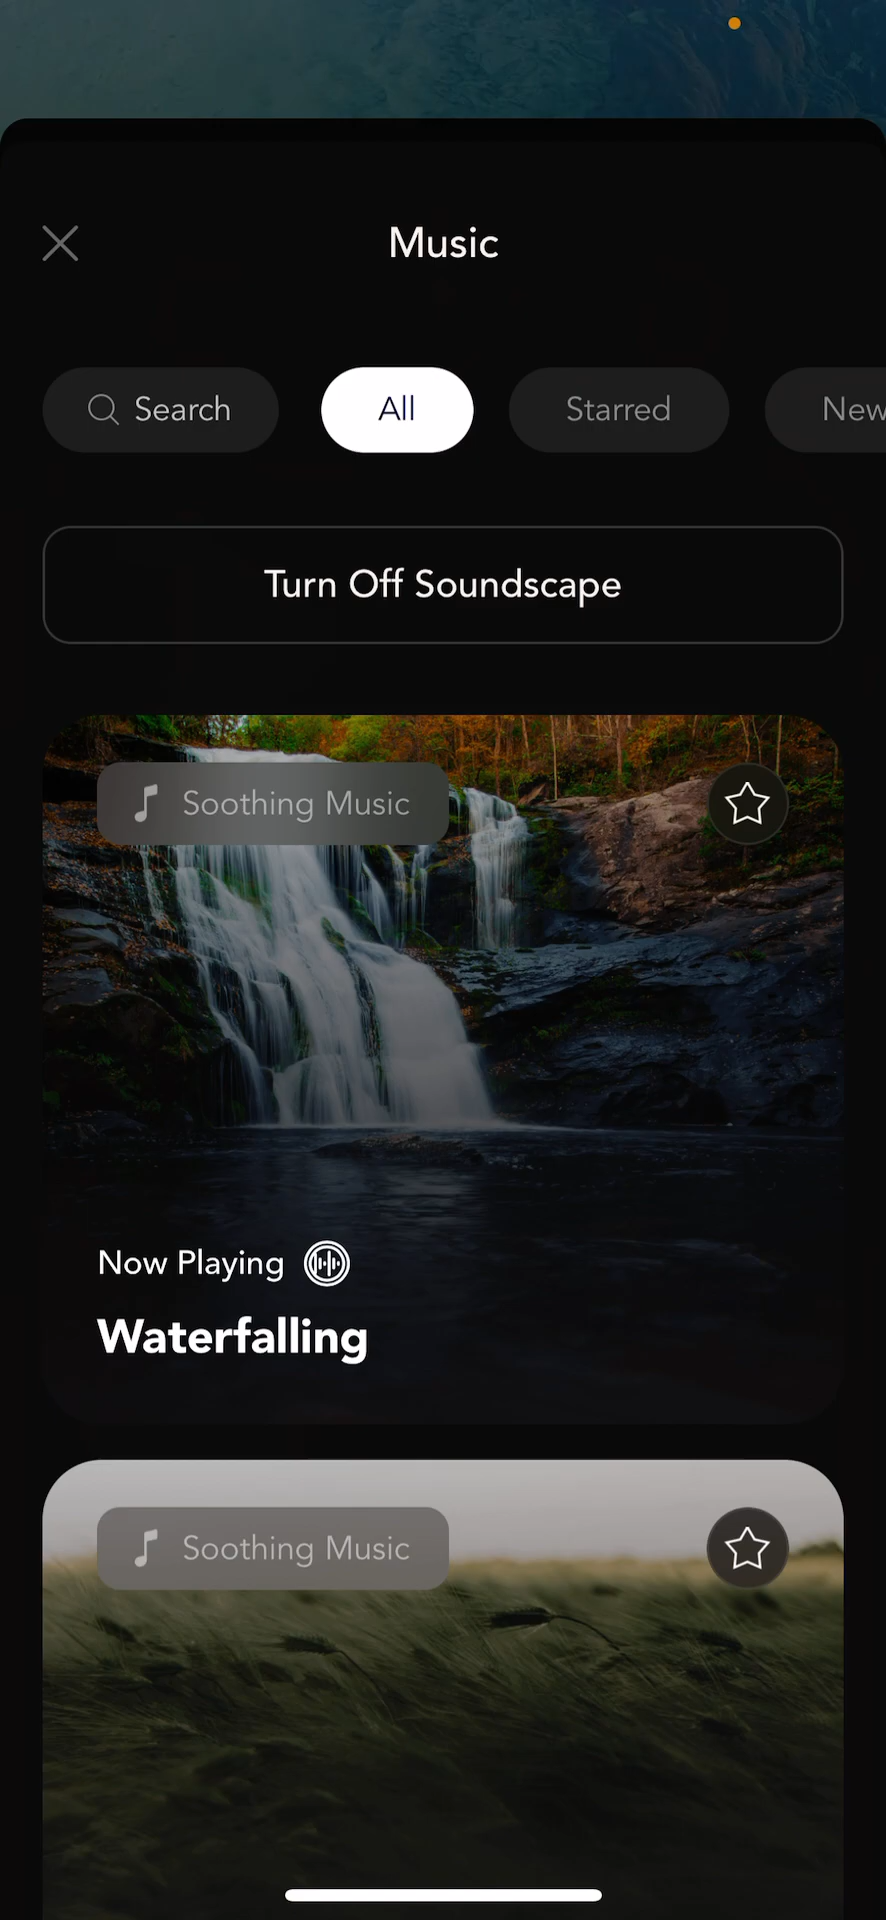 Music
Search
All
Starred
New
Turn Off Soundscape
Soothing Music
Now Playing
Waterfalling
Soothing Music